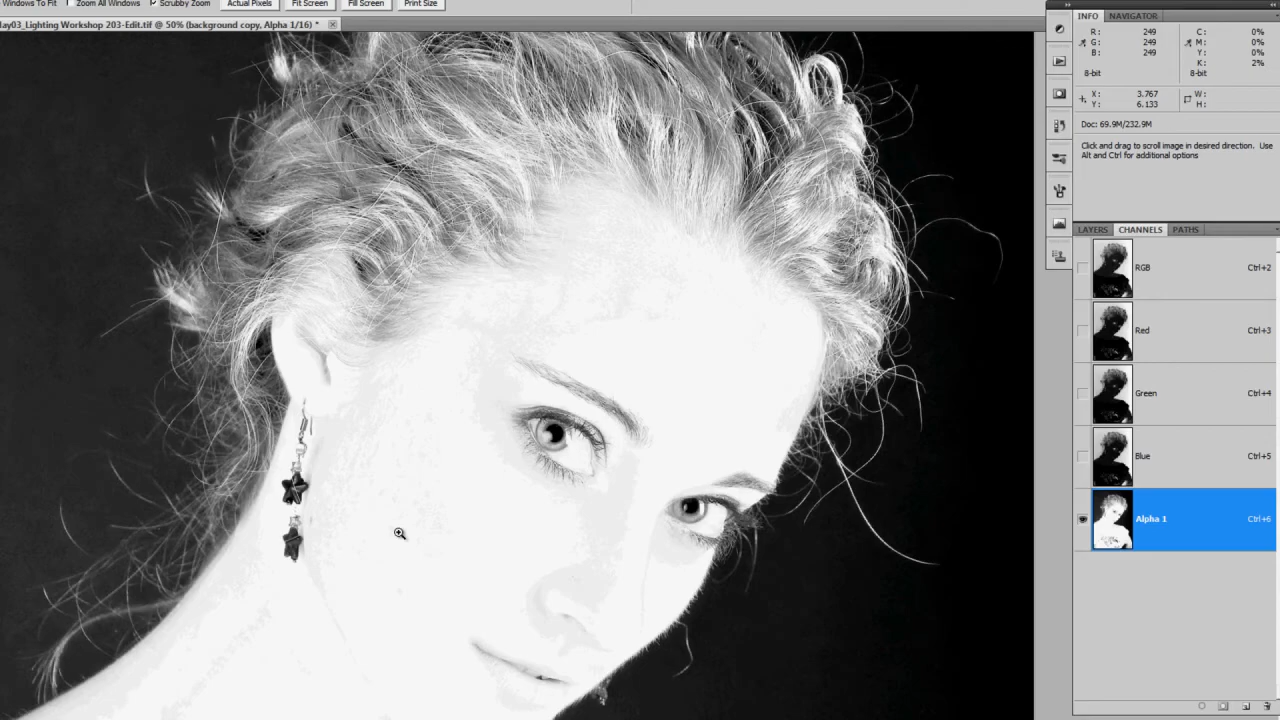 Windows To Fit Zoom All Windows Scrubby Zoom Actual Pixels Fit Screen Fill Screen Print Size
lay03_Lighting Workshop 203-Edit.tif @ 50% (background copy, Alpha 1/16) *
INFO NAVIGATOR
R: 249 C: 0%
G: 249 M: 0%
B: 249 Y: 0%
K: 2%
8-bit 8-bit
X: 3.767 W:
Y: 6.133 H:
Doc: 69.9M/232.9M
Click and drag to scroll image in desired direction. Use
Alt and Ctrl for additional options
LAYERS CHANNELS PATHS
RGB Ctrl+2
Red Ctrl+3
Green Ctrl+4
Blue Ctrl+5
Alpha 1 Ctrl+6